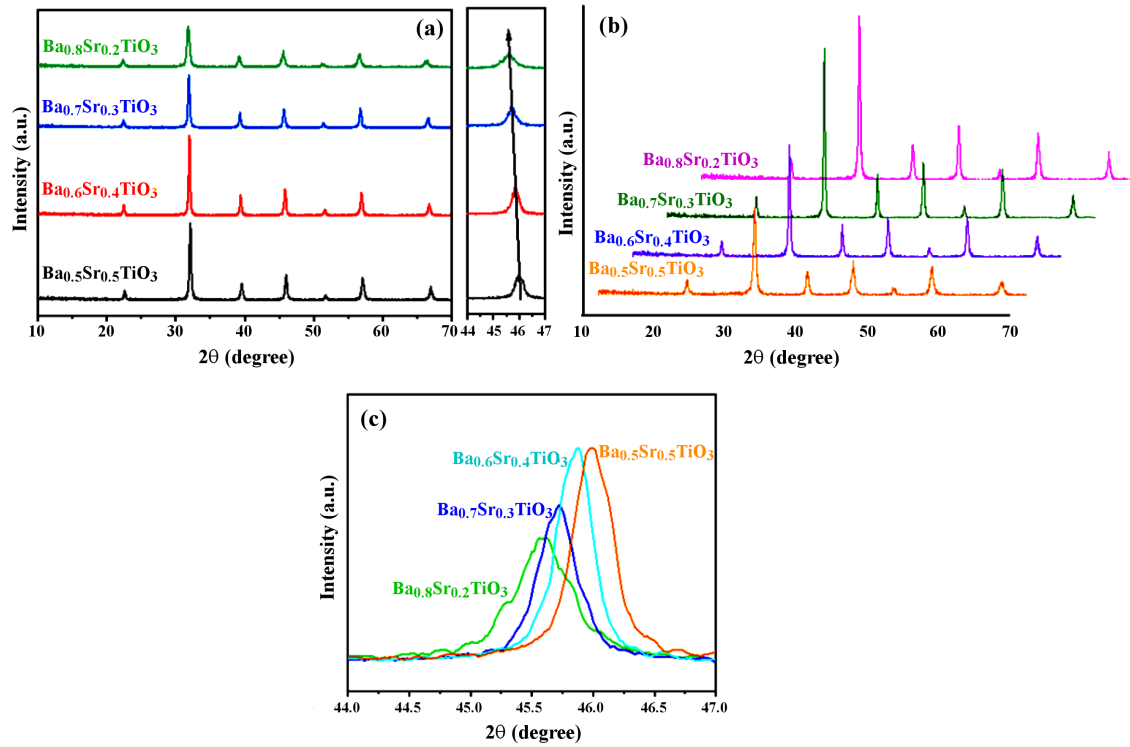 (a)
Ba0.8Sr0.2TiO3
Ba0.7Sr0.3TiO3
Ba0.6Sr0.4TiO3
Ba0.5Sr0.5TiO3
Intensity (a.u.)
10 20 30 40 50 60 70 44 45 46 47
2θ (degree)
(b)
Ba0.8Sr0.2TiO3
Ba0.7Sr0.3TiO3
Ba0.6Sr0.4TiO3
Ba0.5Sr0.5TiO3
Intensity (a.u.)
10 20 30 40 50 60 70
2θ (degree)
(c)
Ba0.6Sr0.4TiO3
Ba0.5Sr0.5TiO3
Ba0.7Sr0.3TiO3
Ba0.8Sr0.2TiO3
Intensity (a.u.)
44.0 44.5 45.0 45.5 46.0 46.5 47.0
2θ (degree)